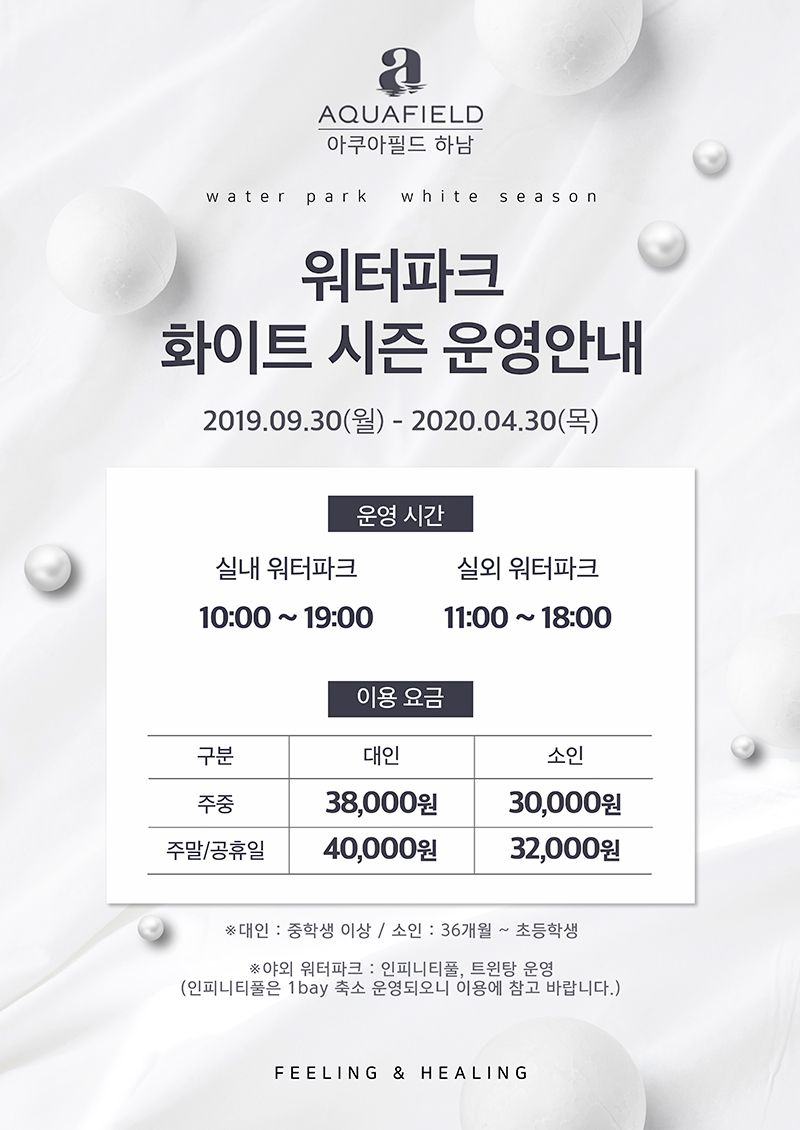 a
AQUAFIELD
아쿠아필드 하남
water park white season
워터파크
화이트 시즌 운영안내
2019.09.30(월) - 2020.04.30(목)
운영 시간
실내 워터파크 실외 워터파크
10:00 ~ 19:00 11:00 ~ 18:00
이용 요금
구분 대인 소인
주중 38,000원 30,000원
주말/공휴일 40,000원 32,000원
※대인 : 중학생 이상 / 소인 : 36개월 ~ 초등학생
※야외 워터파크 : 인피니티풀, 트윈탕 운영
(인피니티풀은 1bay 축소 운영되오니 이용에 참고 바랍니다.)
FEELING & HEALING